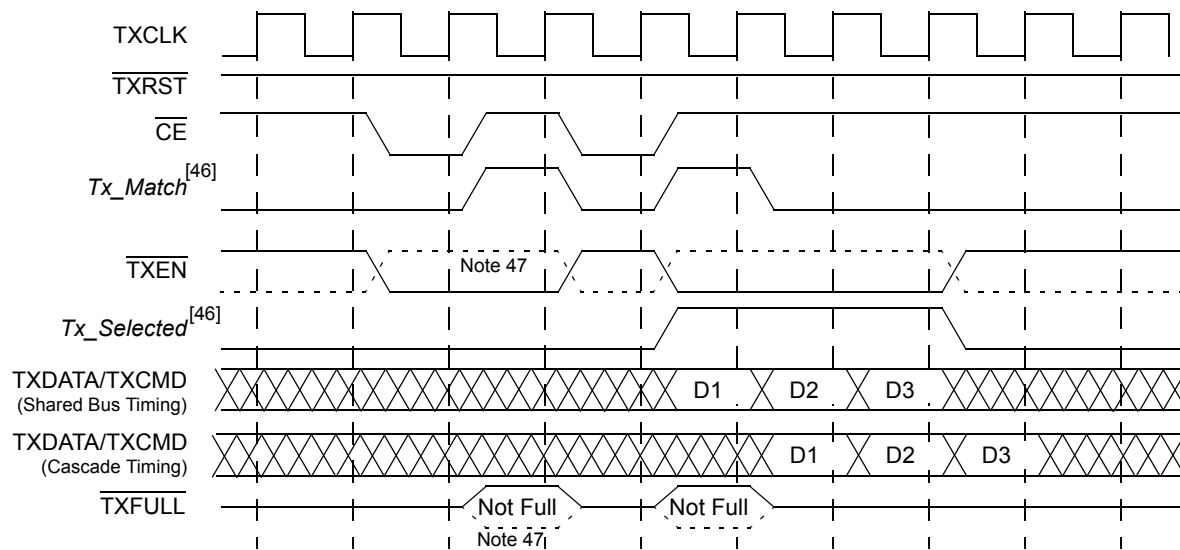 TXCLK
TXRST
CE
Tx_Match[46]
TXEN
Note 47
Tx_Selected[46]
TXDATA/TXCMD
(Shared Bus Timing)
D1 D2 D3
TXDATA/TXCMD
(Cascade Timing)
D1 D2 D3
TXFULL
Not Full Not Full
Note 47